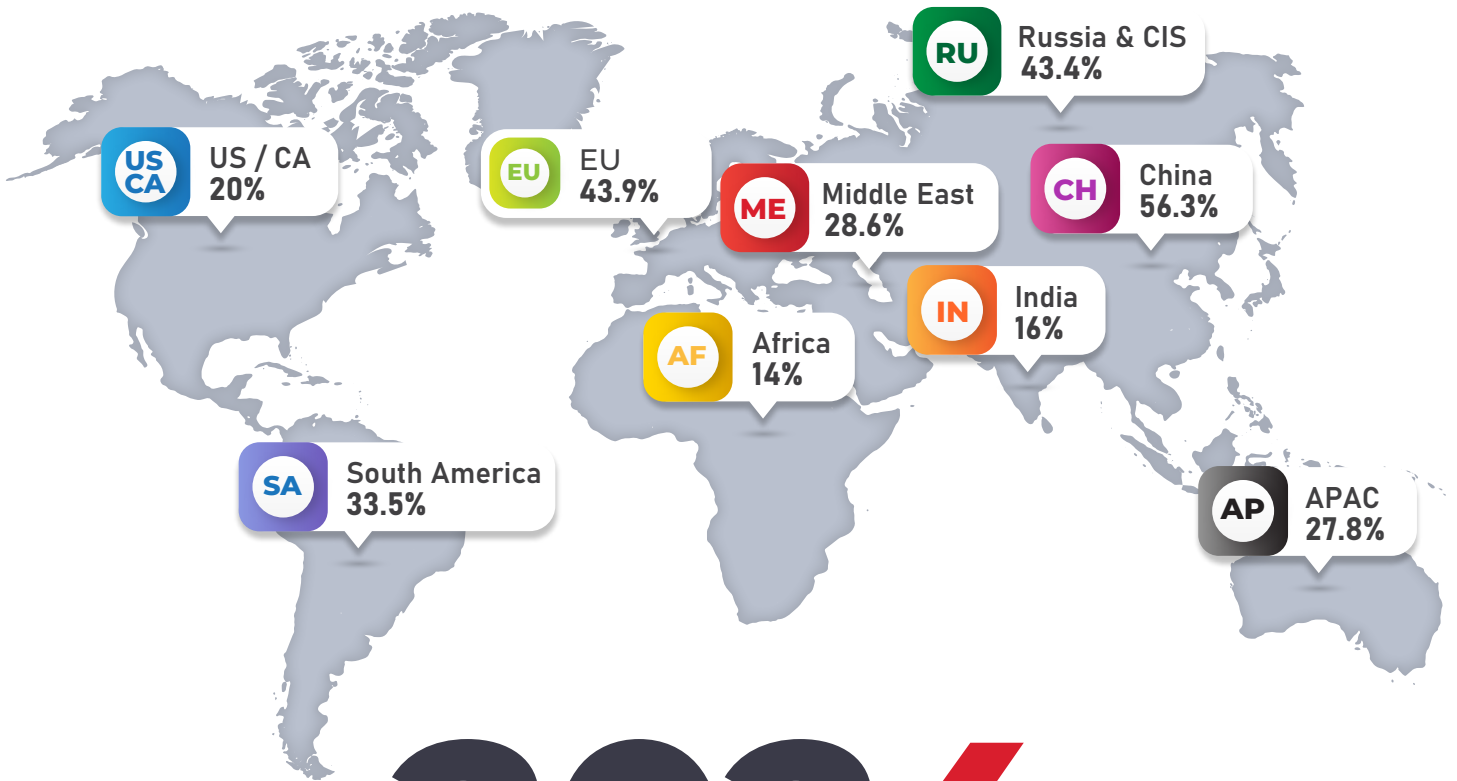 RU
Russia & CIS
43.4%
US
CA
US / CA
20%
EU
EU
43.9%
ME
Middle East
28.6%
CH
China
56.3%
IN
India
16%
AF
Africa
14%
SA
South America
33.5%
AP
APAC
27.8%